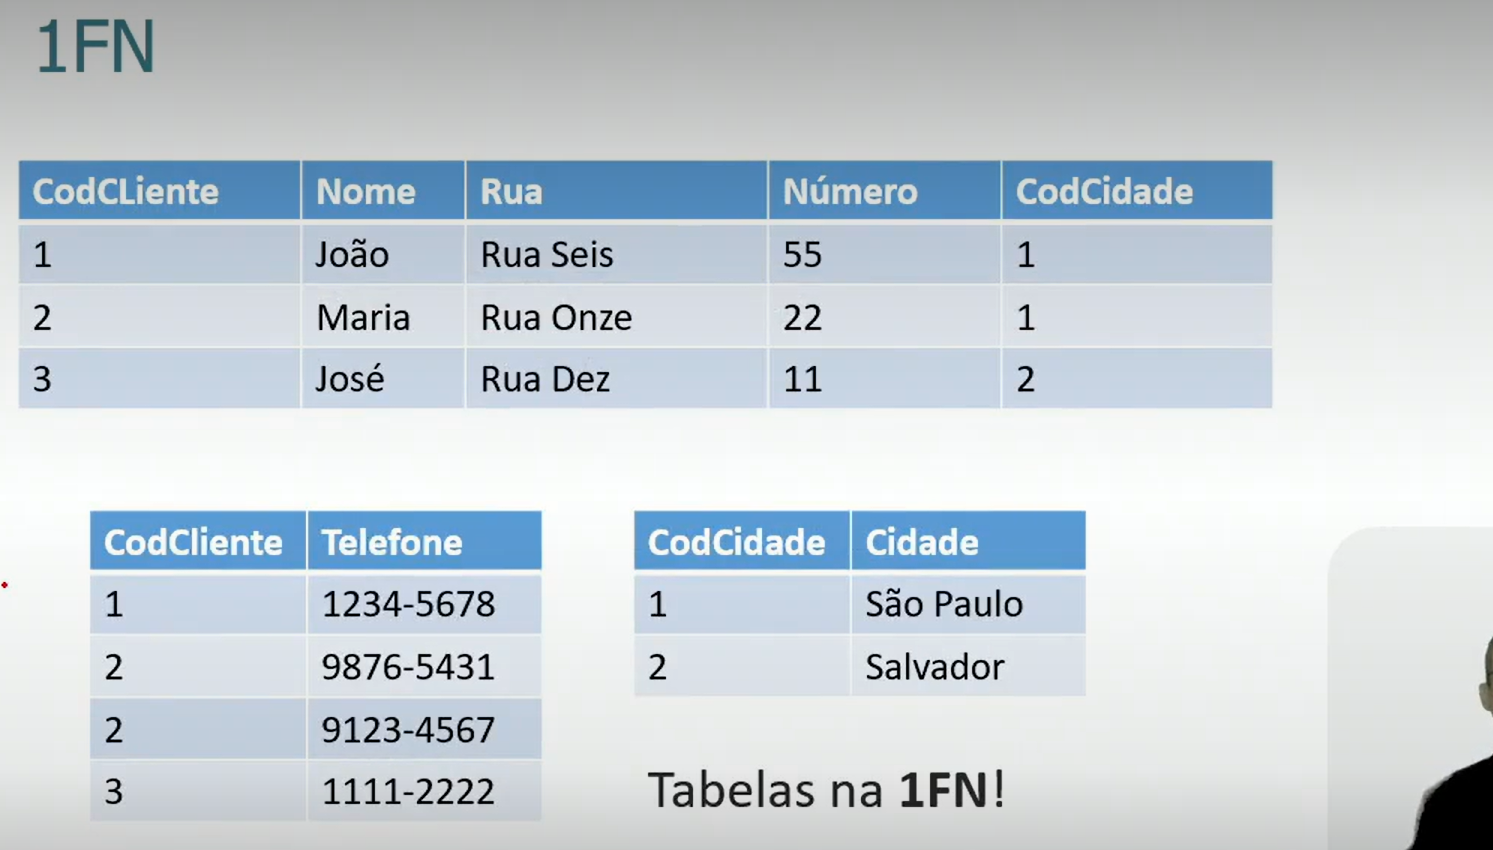 1FN
CodCLiente Nome Rua Número CodCidade
1 João Rua Seis 55 1
2 Maria Rua Onze 22 1
3 José Rua Dez 11 2
CodCliente Telefone
1 1234-5678
2 9876-5431
2 9123-4567
3 1111-2222
CodCidade Cidade
1 São Paulo
2 Salvador
Tabelas na 1FN!